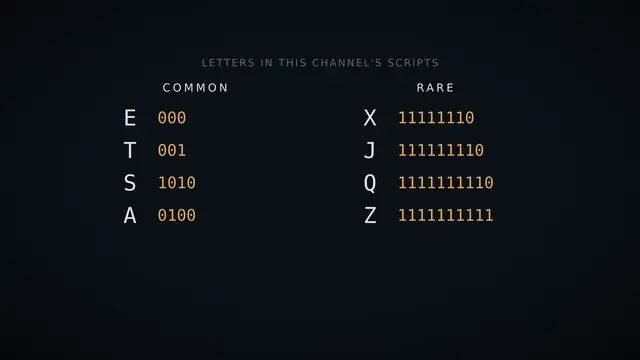 LETTERS IN THIS CHANNEL'S SCRIPTS
COMMON RARE
E 000 X 11111110
T 001 J 111111110
S 1010 Q 1111111110
A 0100 Z 1111111111